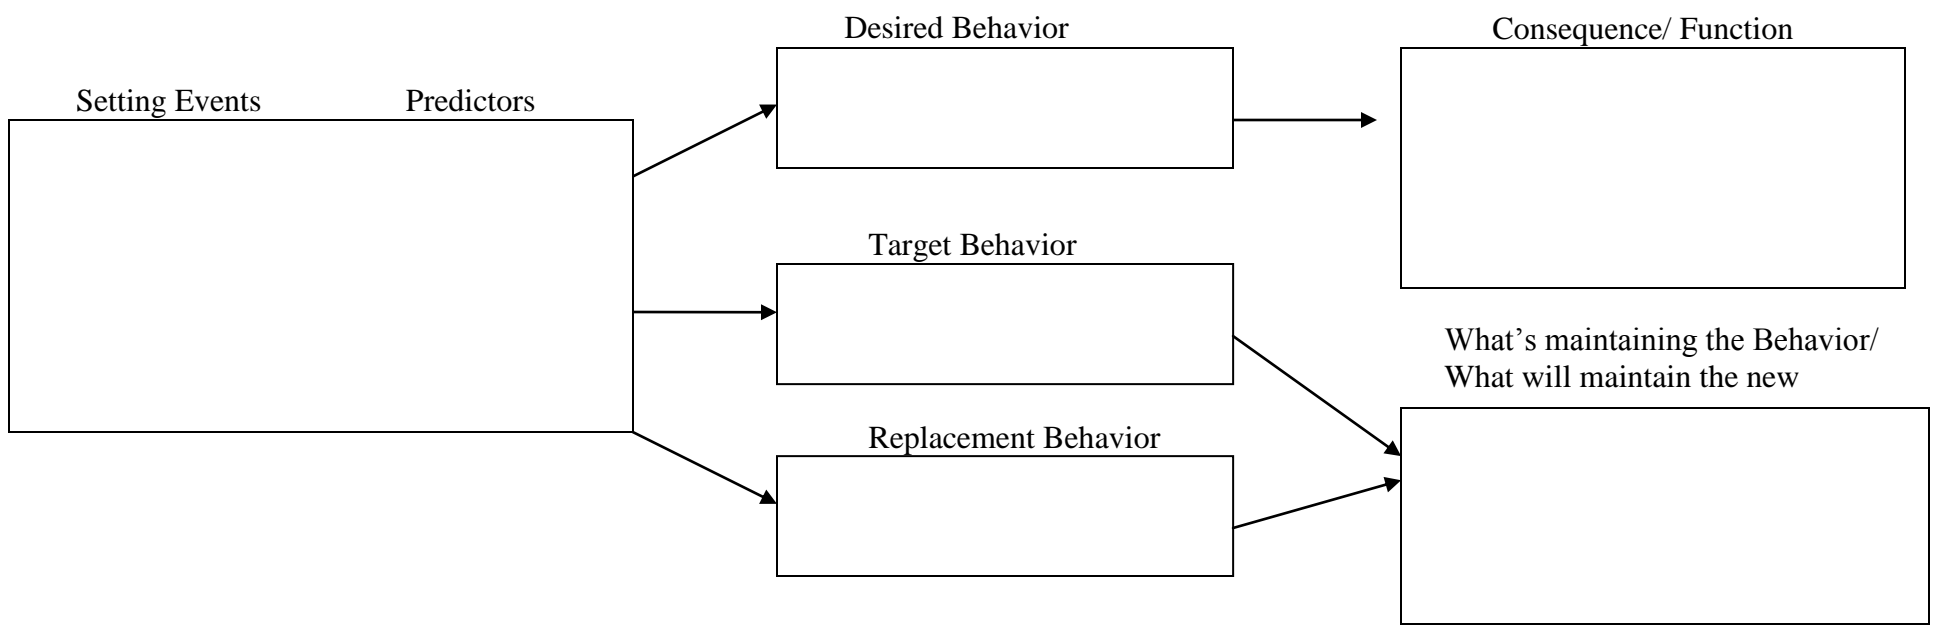 Desired Behavior
Consequence/ Function
Setting Events
Predictors
Target Behavior
What’s maintaining the Behavior/
What will maintain the new
Replacement Behavior